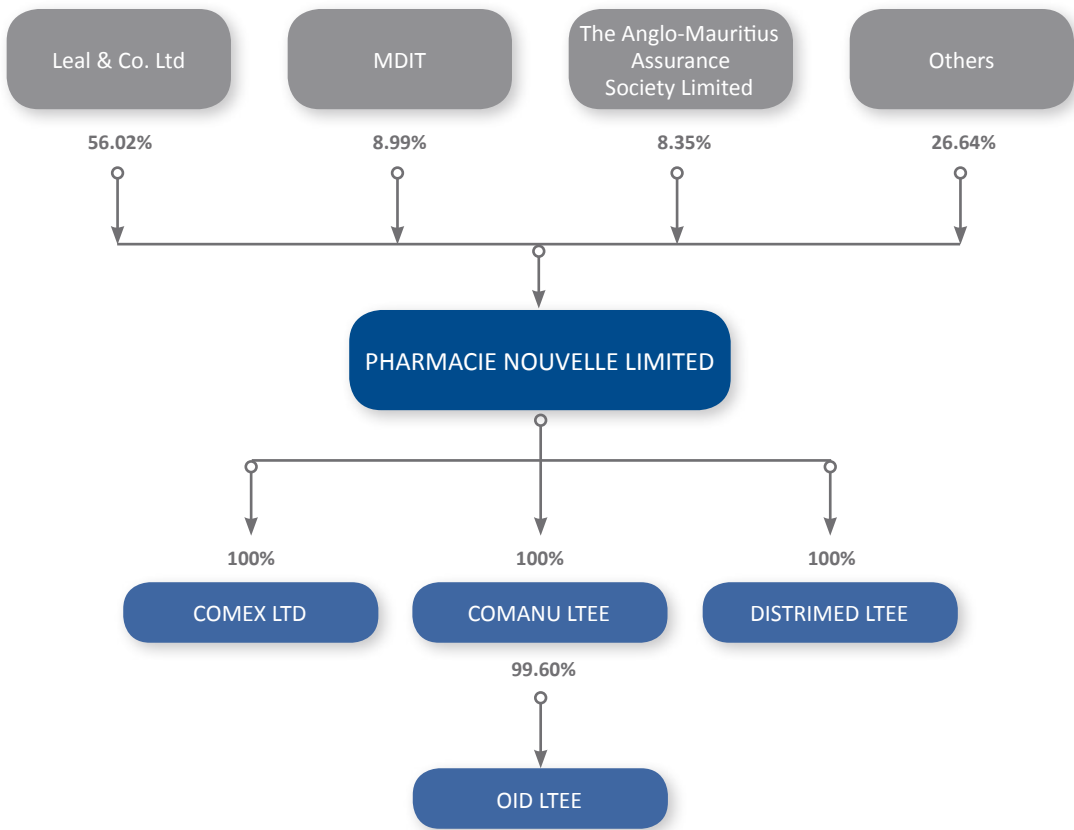 Leal & Co. Ltd
MDIT
The Anglo-Mauritius
Assurance
Society Limited
Others
56.02%
8.99%
8.35%
26.64%
PHARMACIE NOUVELLE LIMITED
100%
100%
100%
COMEX LTD
COMANU LTEE
DISTRIMED LTEE
99.60%
OID LTEE